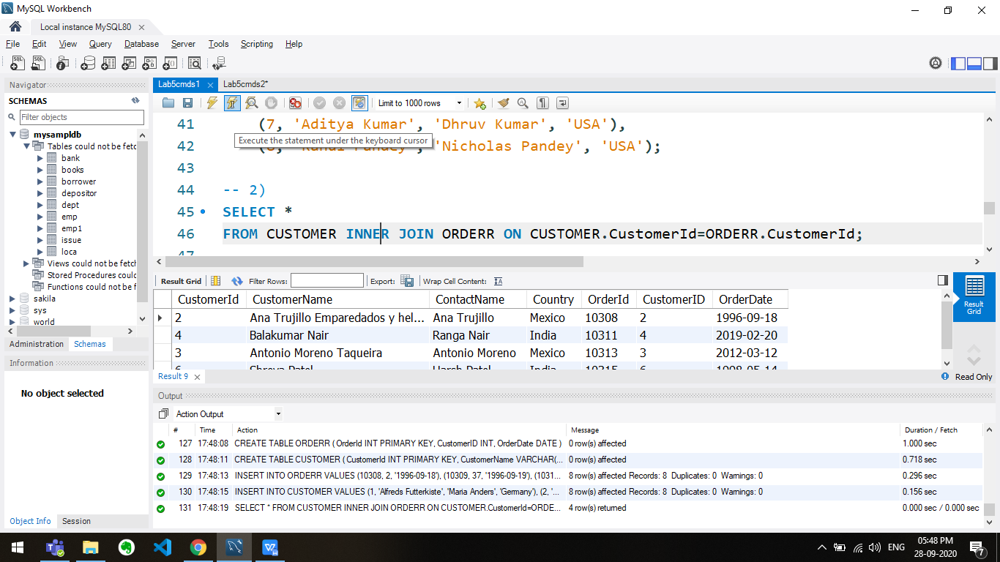 MySQL Workbench
Local instance MySQL80
File Edit View Query Database Server Tools Scripting Help
Navigator
SCHEMAS
Filter objects
mysampldb
Tables could not be fetc
bank
books
borrower
depositor
dept
emp
emp1
issue
loca
Views could not be fetch
Stored Procedures could
Functions could not be f
sakila
sys
world
Administration Schemas
Information
No object selected
Object Info Session
Lab5cmds1 Lab5cmds2*
Limit to 1000 rows
41 (7, 'Aditya Kumar', 'Dhruv Kumar', 'USA'),
Execute the statement under the keyboard cursor
42 'Nicholas Pandey', 'USA');
43
44 -- 2)
45 SELECT *
46 FROM CUSTOMER INNER JOIN ORDERR ON CUSTOMER.CustomerId=ORDERR.CustomerId;
47
Result Grid Filter Rows: Export: Wrap Cell Content:
CustomerId CustomerName ContactName Country OrderId CustomerID OrderDate
2 Ana Trujillo Emparedados y hel... Ana Trujillo Mexico 10308 2 1996-09-18
4 Balakumar Nair Ranga Nair India 10311 4 2019-02-20
3 Antonio Moreno Taqueira Antonio Moreno Mexico 10313 3 2012-03-12
6 Shreya Patel Harsh Patel India 10315 6 1998-05-14
Result Grid
Result 9
Read Only
Output
Action Output
# Time Action Message Duration / Fetch
127 17:48:08 CREATE TABLE ORDERR ( OrderId INT PRIMARY KEY, CustomerID INT, OrderDate DATE ) 0 row(s) affected 1.000 sec
128 17:48:11 CREATE TABLE CUSTOMER ( CustomerId INT PRIMARY KEY, CustomerName VARCHAR(... 0 row(s) affected 0.718 sec
129 17:48:13 INSERT INTO ORDERR VALUES (10308, 2, '1996-09-18'), (10309, 37, '1996-09-19'), (1031... 8 row(s) affected Records: 8 Duplicates: 0 Warnings: 0 0.296 sec
130 17:48:15 INSERT INTO CUSTOMER VALUES (1, 'Alfreds Futterkiste', 'Maria Anders', 'Germany'), (2, '... 8 row(s) affected Records: 8 Duplicates: 0 Warnings: 0 0.156 sec
131 17:48:19 SELECT * FROM CUSTOMER INNER JOIN ORDERR ON CUSTOMER.CustomerId=ORDE... 4 row(s) returned 0.000 sec / 0.000 sec
ENG
05:48 PM
28-09-2020
7